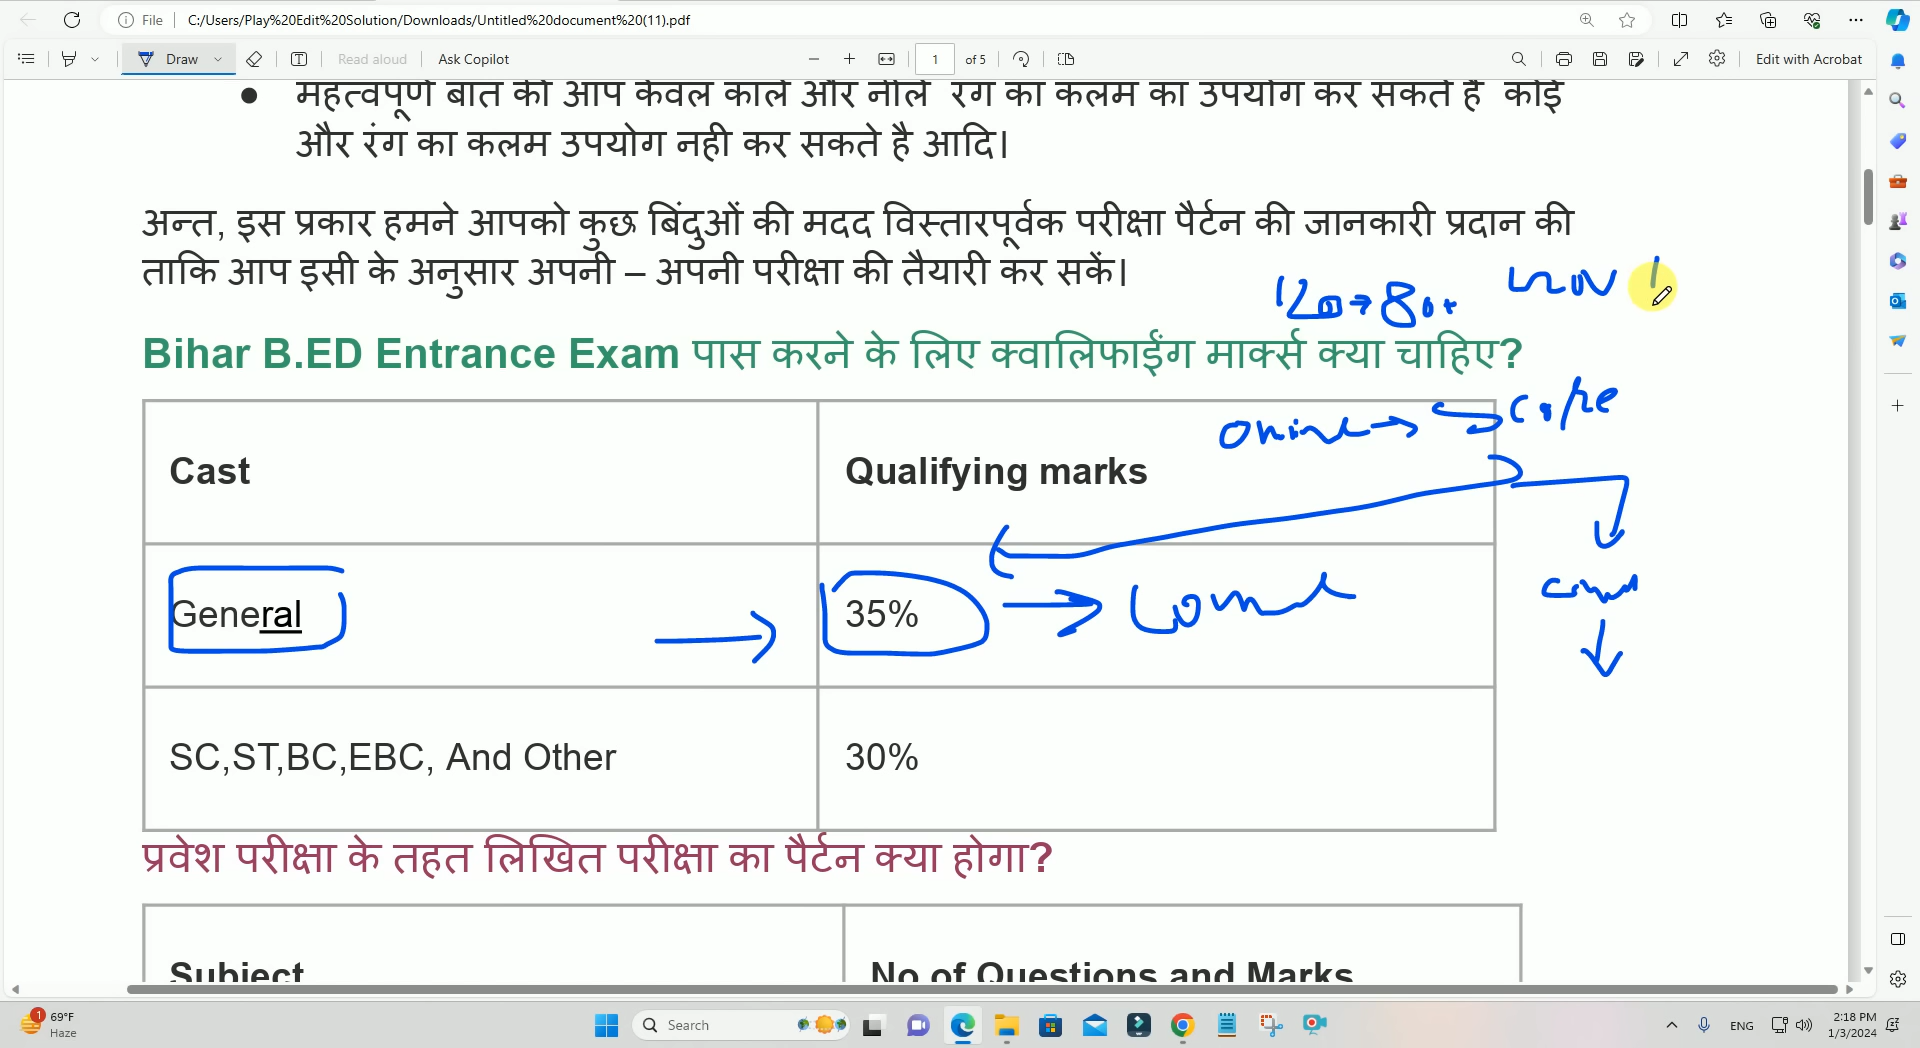 File
C:/Users/Play%20Edit%20Solution/Downloads/Untitled%20document%20(11).pdf
Draw
Read aloud
Ask Copilot
1 of 5
Edit with Acrobat
महत्वपूर्ण बात की आप केवल काले और नीले रंग का कलम का उपयोग कर सकते है कोई
और रंग का कलम उपयोग नही कर सकते है आदि।
अन्त, इस प्रकार हमने आपको कुछ बिंदुओं की मदद विस्तारपूर्वक परीक्षा पैर्टन की जानकारी प्रदान की
ताकि आप इसी के अनुसार अपनी – अपनी परीक्षा की तैयारी कर सकें।
120→80+
Bihar B.ED Entrance Exam पास करने के लिए क्वालिफाईंग मार्क्स क्या चाहिए?
Cast
Qualifying marks
General
35%
SC,ST,BC,EBC, And Other
30%
प्रवेश परीक्षा के तहत लिखित परीक्षा का पैर्टन क्या होगा?
Subject
No of Questions and Marks
1
69°F
Haze
Search
ENG
2:18 PM
1/3/2024